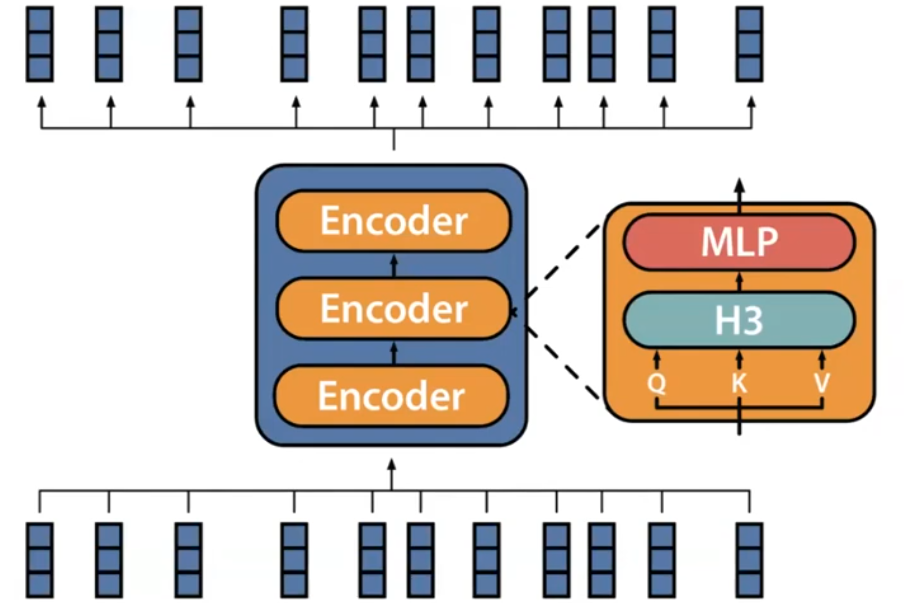 Encoder
Encoder
Encoder
MLP
H3
Q K V